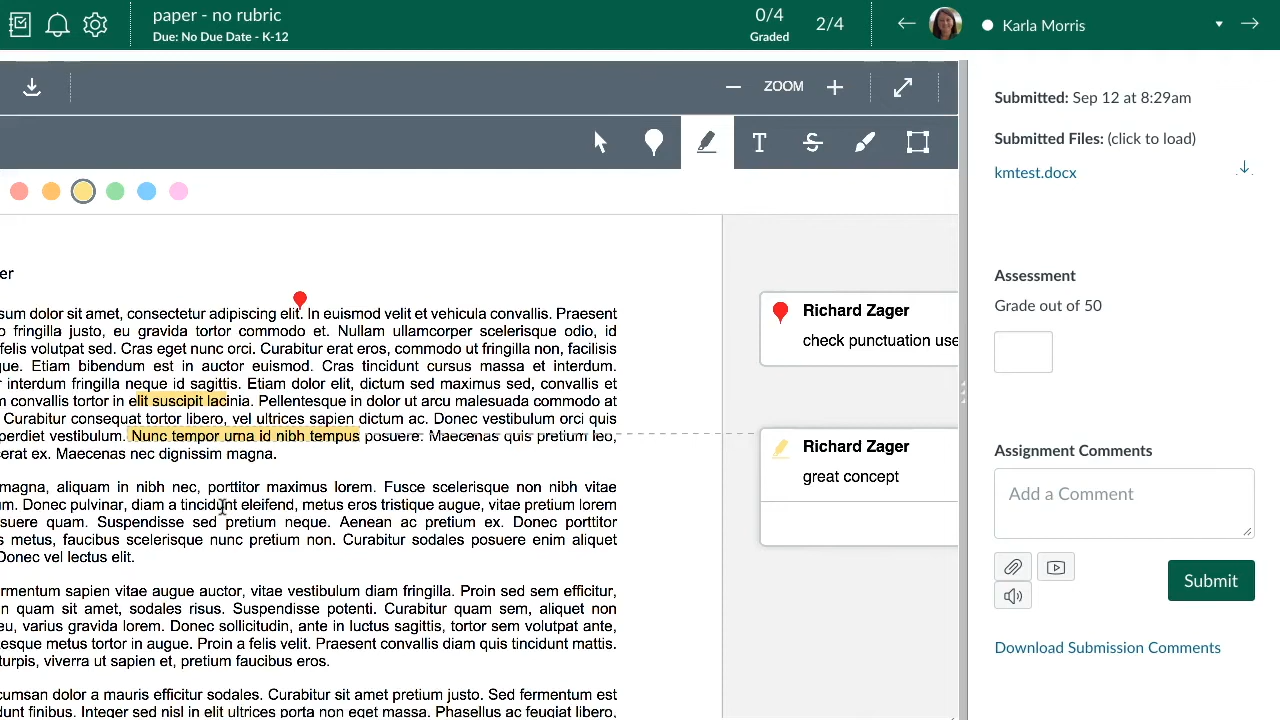 paper - no rubric
Due: No Due Date - K-12
0/4
Graded
2/4
Karla Morris
ZOOM
T
S
er
sum dolor sit amet, consectetur adipiscing elit. In euismod velit et vehicula convallis. Praesent
o fringilla justo, eu gravida tortor commodo et. Nullam ullamcorper scelerisque odio, id
felis volutpat sed. Cras eget nunc orci. Curabitur erat eros, commodo ut fringilla non, facilisis
que. Etiam bibendum est in auctor euismod. Cras tincidunt cursus massa et interdum.
r interdum fringilla neque id sagittis. Etiam dolor elit, dictum sed maximus sed, convallis et
m convallis tortor in elit suscipit lacinia. Pellentesque in dolor ut arcu malesuada commodo at
Curabitur consequat tortor libero, vel ultrices sapien dictum ac. Donec vestibulum orci quis
perdiet vestibulum. Nunc tempor urna id nibh tempus posuere. Maecenas quis pretium leo,
cerat ex. Maecenas nec dignissim magna.
magna, aliquam in nibh nec, porttitor maximus lorem. Fusce scelerisque non nibh vitae
um. Donec pulvinar, diam a tincidunt eleifend, metus eros tristique augue, vitae pretium lorem
suere quam. Suspendisse sed pretium neque. Aenean ac pretium ex. Donec porttitor
s metus, faucibus scelerisque nunc pretium non. Curabitur sodales posuere enim aliquet
Donec vel lectus elit.
rmentum sapien vitae augue auctor, vitae vestibulum diam fringilla. Proin sed sem efficitur,
n quam sit amet, sodales risus. Suspendisse potenti. Curabitur quam sem, aliquet non
eu, varius gravida lorem. Donec sollicitudin, ante in luctus sagittis, tortor sem volutpat ante,
esque metus tortor in augue. Proin a felis velit. Praesent convallis diam quis tincidunt mattis.
turpis, viverra ut sapien et, pretium faucibus eros.
cumsan dolor a mauris efficitur sodales. Curabitur sit amet pretium justo. Sed fermentum est
dunt finibus. Integer sed nisl in elit ultrices porta non eget massa. Phasellus ac feugiat libero,
Richard Zager
check punctuation use
Richard Zager
great concept
Submitted: Sep 12 at 8:29am
Submitted Files: (click to load)
kmtest.docx
Assessment
Grade out of 50
Assignment Comments
Add a Comment
Submit
Download Submission Comments